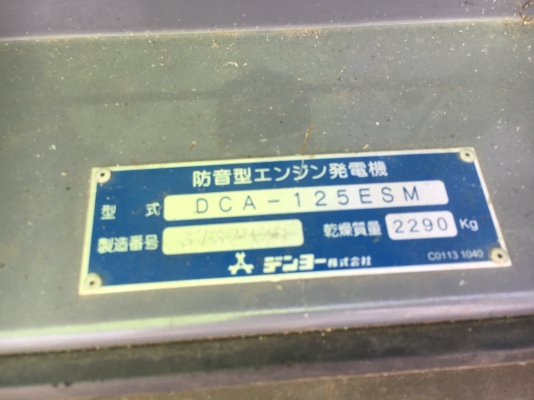 防音型エンジン発電機
型式 DCA-125ESM
製造番号 乾燥質量 2290 Kg
デンヨー株式会社 C0113 1040